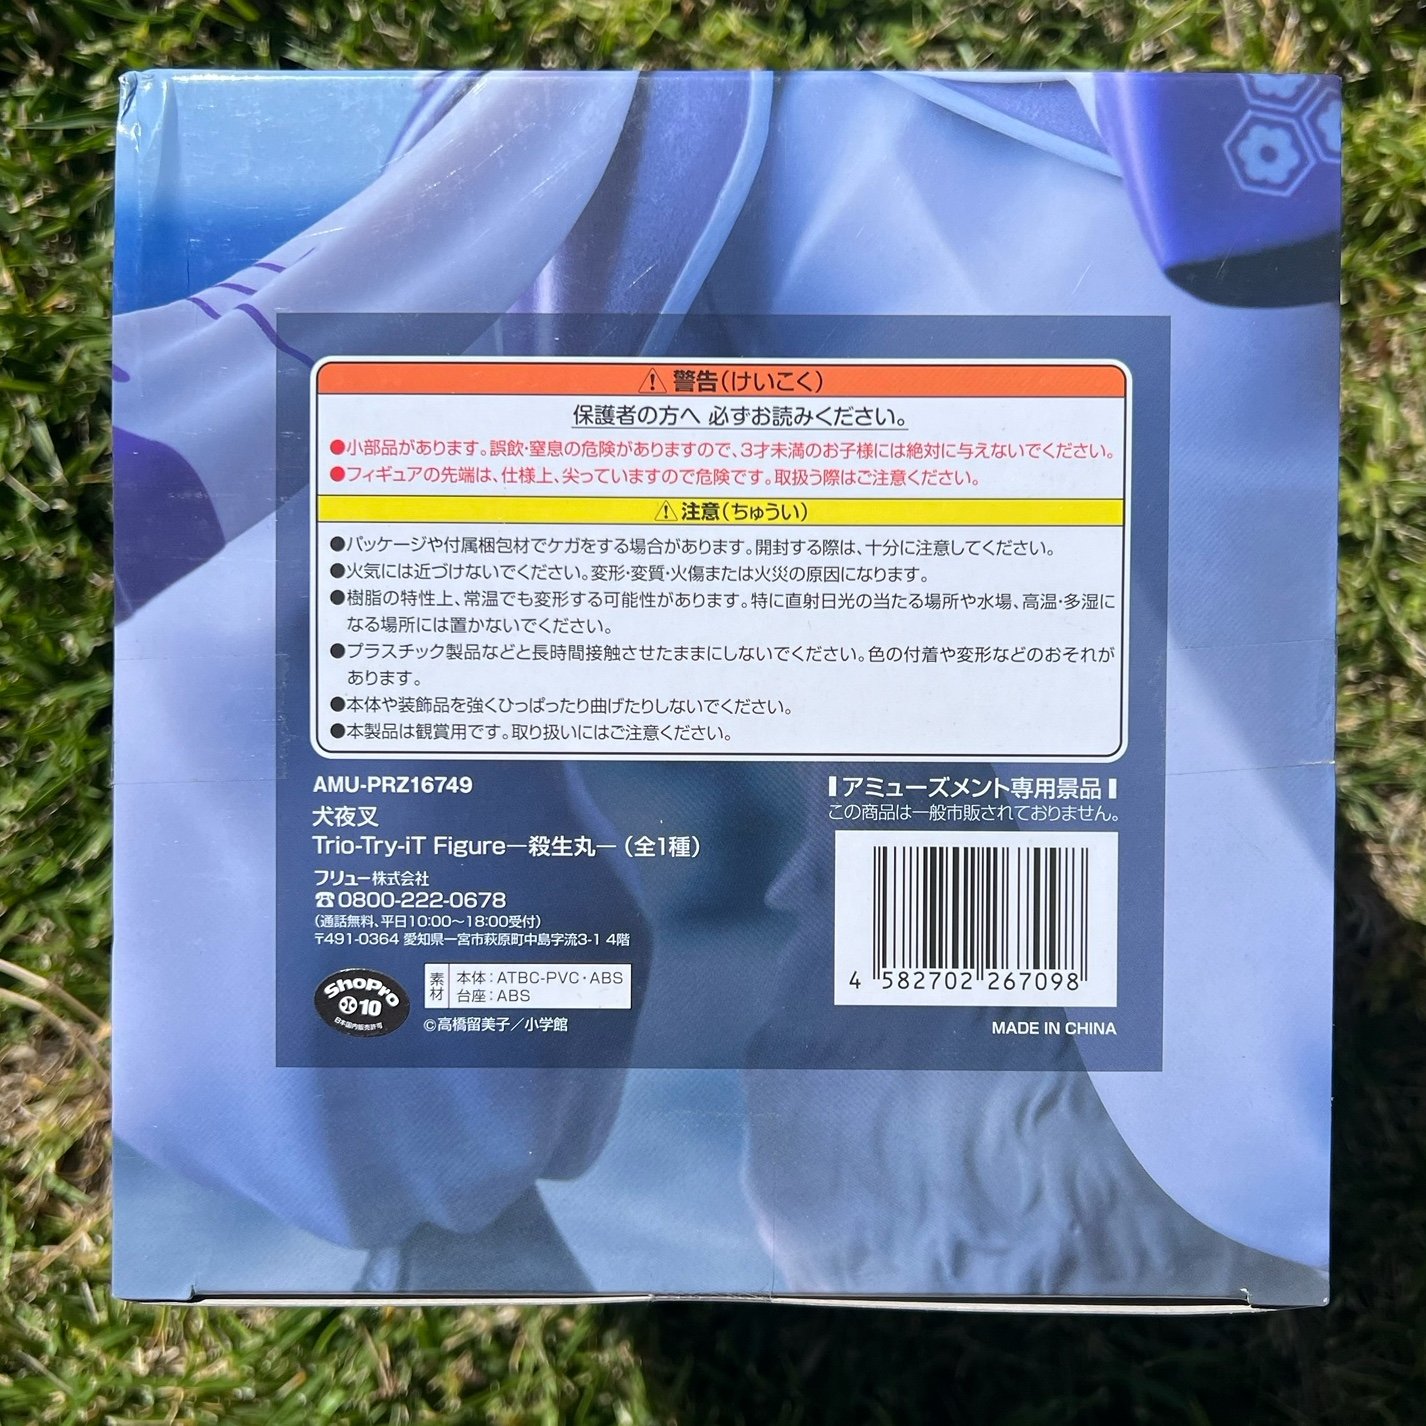 ⚠ 警告(けいこく)
保護者の方へ 必ずお読みください。
●小部品があります。誤飲・窒息の危険がありますので、3才未満のお子様には絶対に与えないでください。
●フィギュアの先端は、仕様上、尖っていますので危険です。取扱う際はご注意ください。
⚠ 注意(ちゅうい)
●パッケージや付属梱包材でケガをする場合があります。開封する際は、十分に注意してください。
●火気には近づけないでください。変形・変質・火傷または火災の原因になります。
●樹脂の特性上、常温でも変形する可能性があります。特に直射日光の当たる場所や水場、高温・多湿に
なる場所には置かないでください。
●プラスチック製品などと長時間接触させたままにしないでください。色の付着や変形などのおそれが
あります。
●本体や装飾品を強くひっぱったり曲げたりしないでください。
●本製品は観賞用です。取り扱いにはご注意ください。
AMU-PRZ16749
犬夜叉
Trio-Try-iT Figure―殺生丸―(全1種)
フリュー株式会社
☎0800-222-0678
(通話無料、平日10:00〜18:00受付)
〒491-0364 愛知県一宮市萩原町中島字流3-1 4階
ShoPro
10
日本国内販売許可
素材
本体:ATBC-PVC・ABS
台座:ABS
©高橋留美子/小学館
アミューズメント専用景品
この商品は一般市販されておりません。
4 582702 267098
MADE IN CHINA